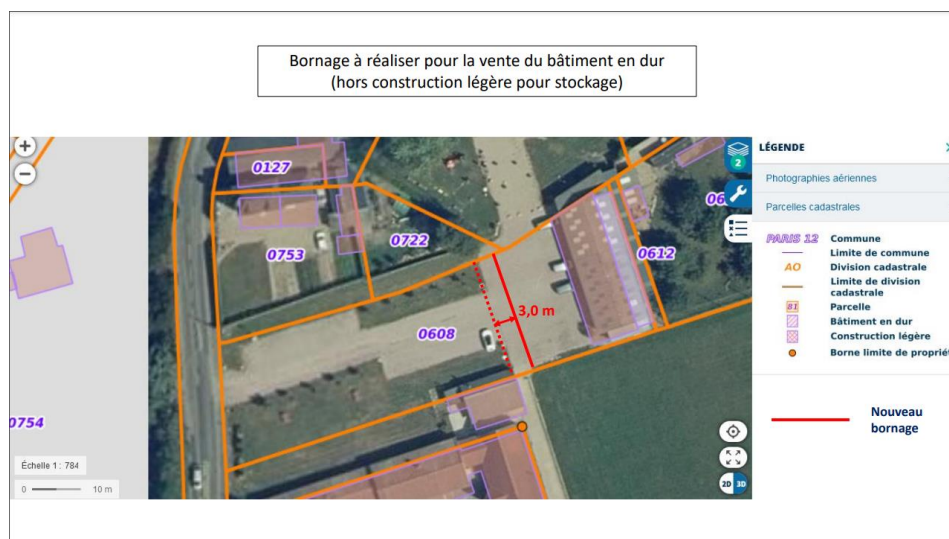 Bornage à réaliser pour la vente du bâtiment en dur
(hors construction légère pour stockage)
LÉGENDE
2
Photographies aériennes
Parcelles cadastrales
0127
0753
0722
0612
3,0 m
0608
0754
PARIS 12 Commune
Limite de commune
AO Division cadastrale
Limite de division
cadastrale
81 Parcelle
Bâtiment en dur
Construction légère
Borne limite de proprié
Nouveau
bornage
Échelle 1 : 784
0 10 m
2D 3D